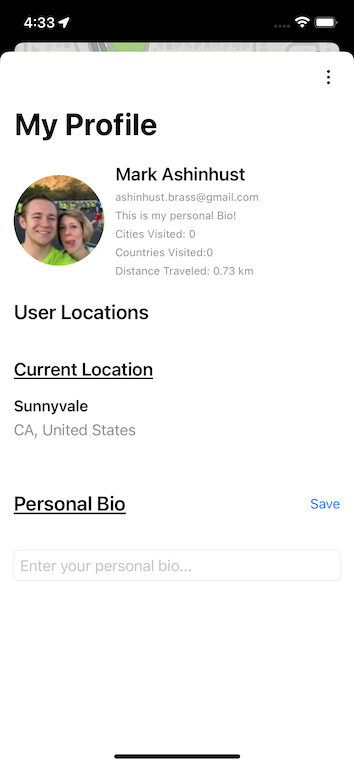 4:33
My Profile
Mark Ashinhust
ashinhust.brass@gmail.com
This is my personal Bio!
Cities Visited: 0
Countries Visited:0
Distance Traveled: 0.73 km
User Locations
Current Location
Sunnyvale
CA, United States
Personal Bio
Save
Enter your personal bio...